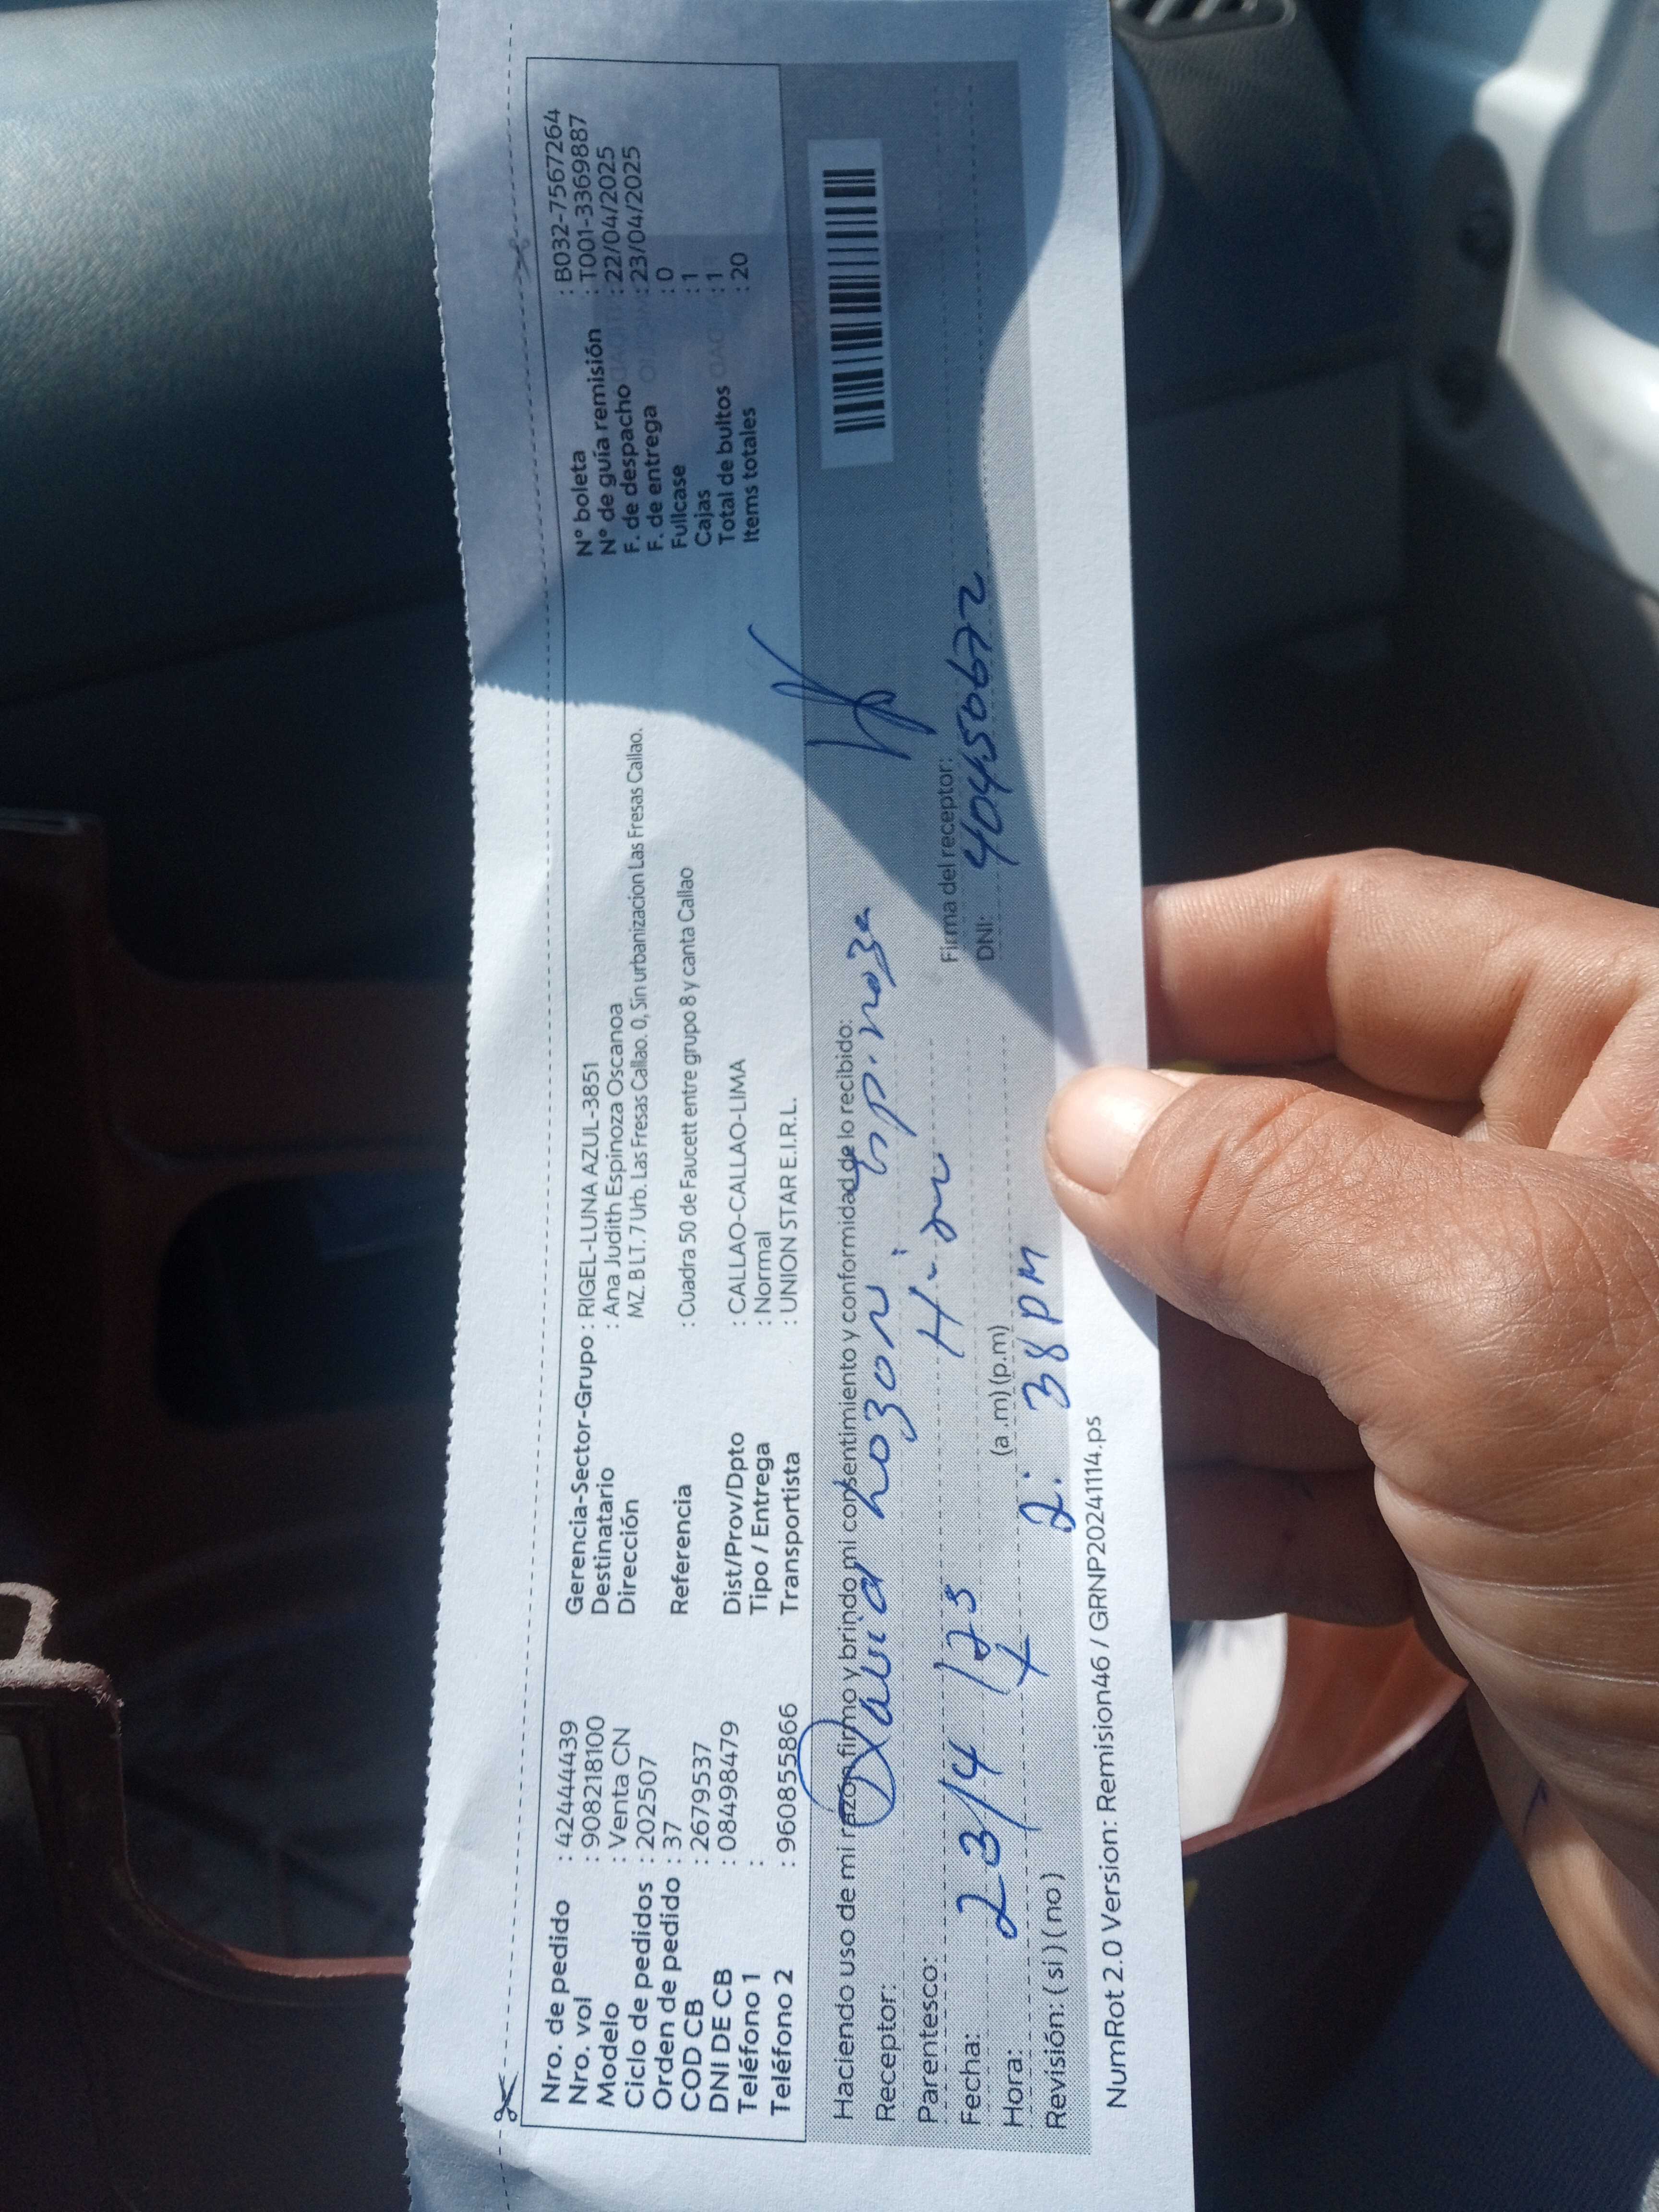 Nro. de pedido : 424444439
Nro. vol : 908218100
Modelo : Venta CN
Ciclo de pedidos : 202507
Orden de pedido : 37
COD CB : 2679537
DNI DE CB : 08498479
Teléfono 1 :
Teléfono 2 : 960855866
Gerencia-Sector-Grupo : RIGEL-LUNA AZUL-3851
Destinatario : Ana Judith Espinoza Oscanoa
Dirección MZ. B LT. 7 Urb. Las Fresas Callao. 0, Sin urbanizacion Las Fresas Callao.
Referencia : Cuadra 50 de Faucett entre grupo 8 y canta Callao
Dist/Prov/Dpto : CALLAO-CALLAO-LIMA
Tipo / Entrega : Normal
Transportista : UNION STAR E.I.R.L.
N° boleta : B032-7567264
N° de guía remisión : T001-3369887
F. de despacho : 22/04/2025
F. de entrega : 23/04/2025
Fullcase : 0
Cajas : 1
Total de bultos : 1
Items totales : 20
Haciendo uso de mi razón firmo y brindo mi consentimiento y conformidad de lo recibido:
Receptor: David Lozon Espinoza
Parentesco:
Fecha: 23/4/25
Hora: (a .m) (p.m)
2:38 PM
Revisión: ( si ) ( no )
Firma del receptor:
DNI: 40450672
NumRot 2.0 Version: Remision46 / GRNP20241114.ps